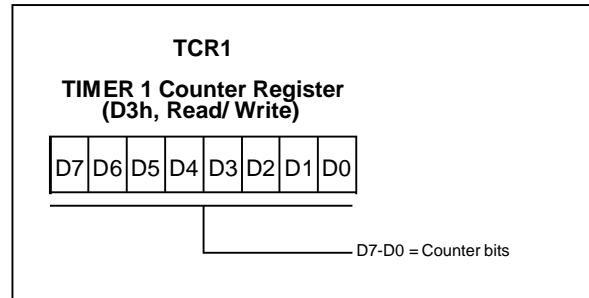 TCR1
TIMER 1 Counter Register
(D3h, Read/ Write)
D7 D6 D5 D4 D3 D2 D1 D0
D7-D0 = Counter bits